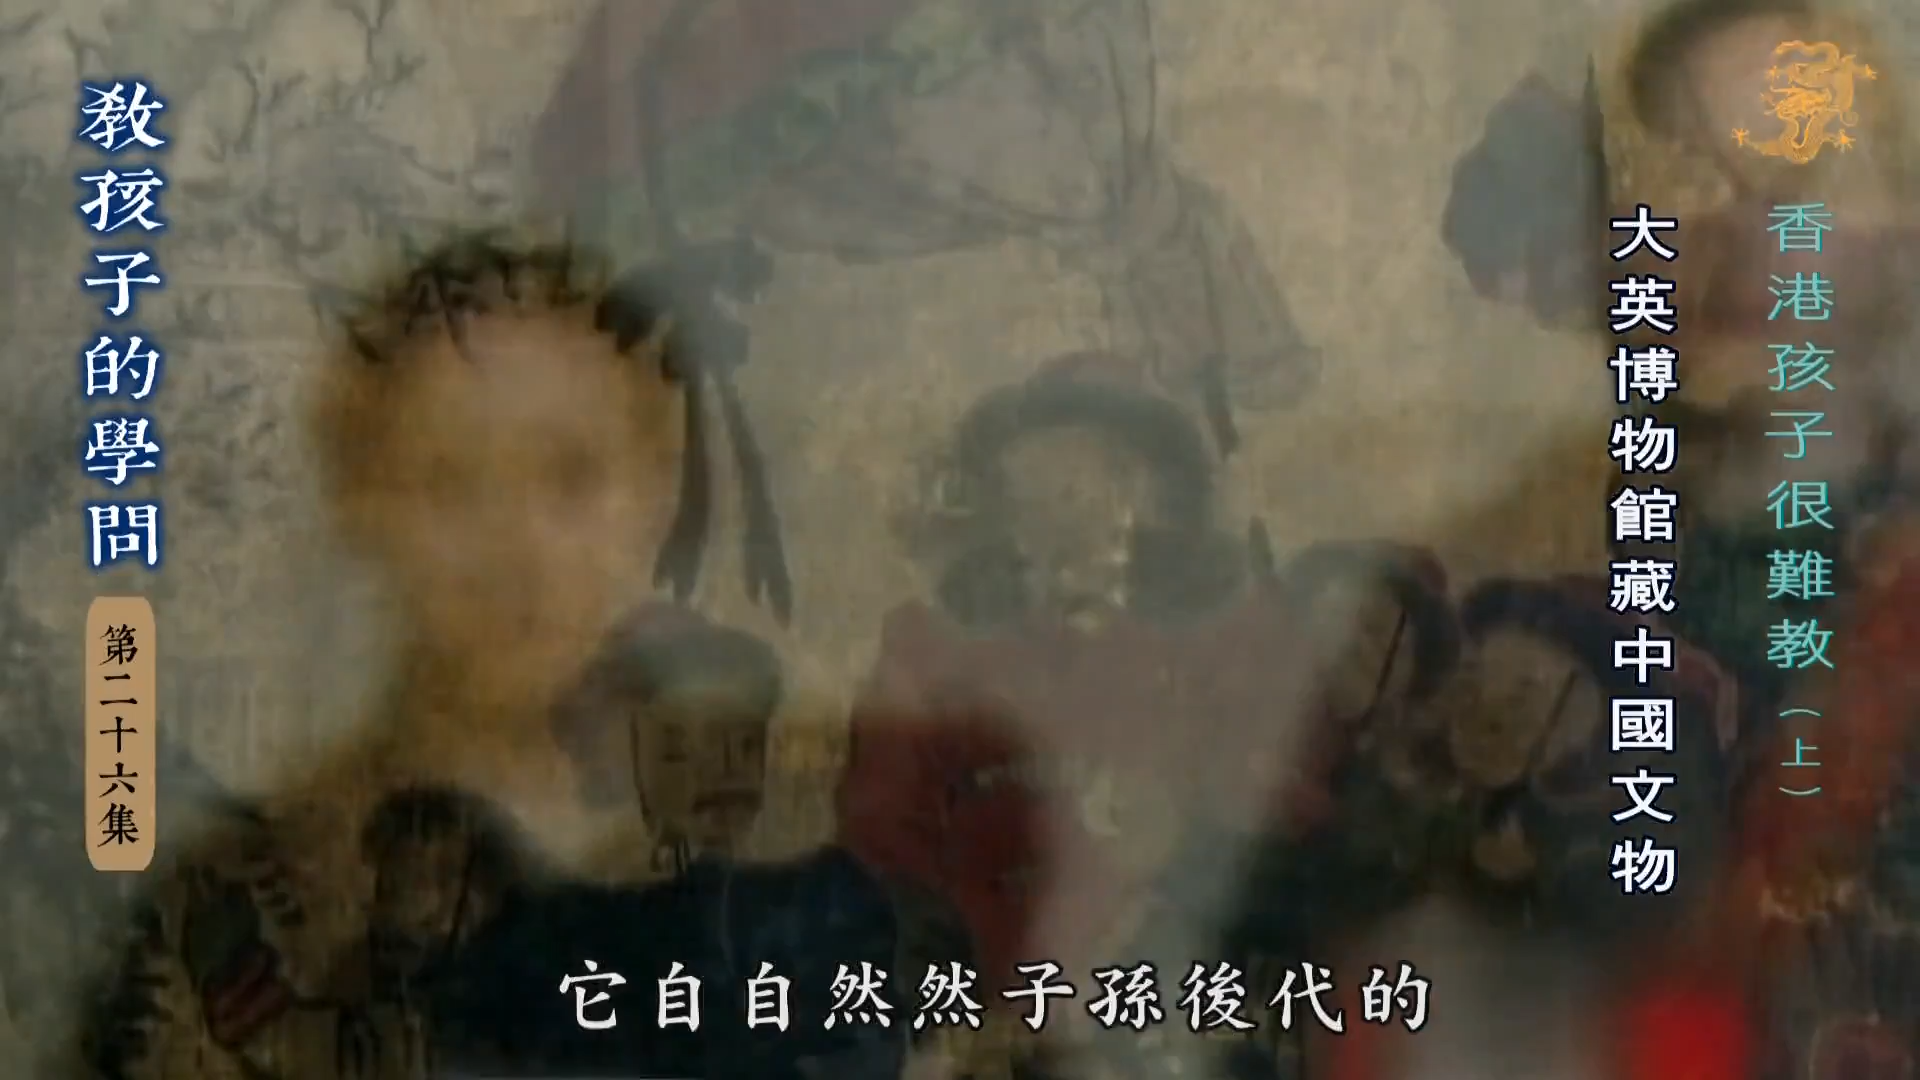 教孩子的學問
第二十六集
香港孩子很難教（上）
大英博物館藏中國文物
它自自然然子孫後代的